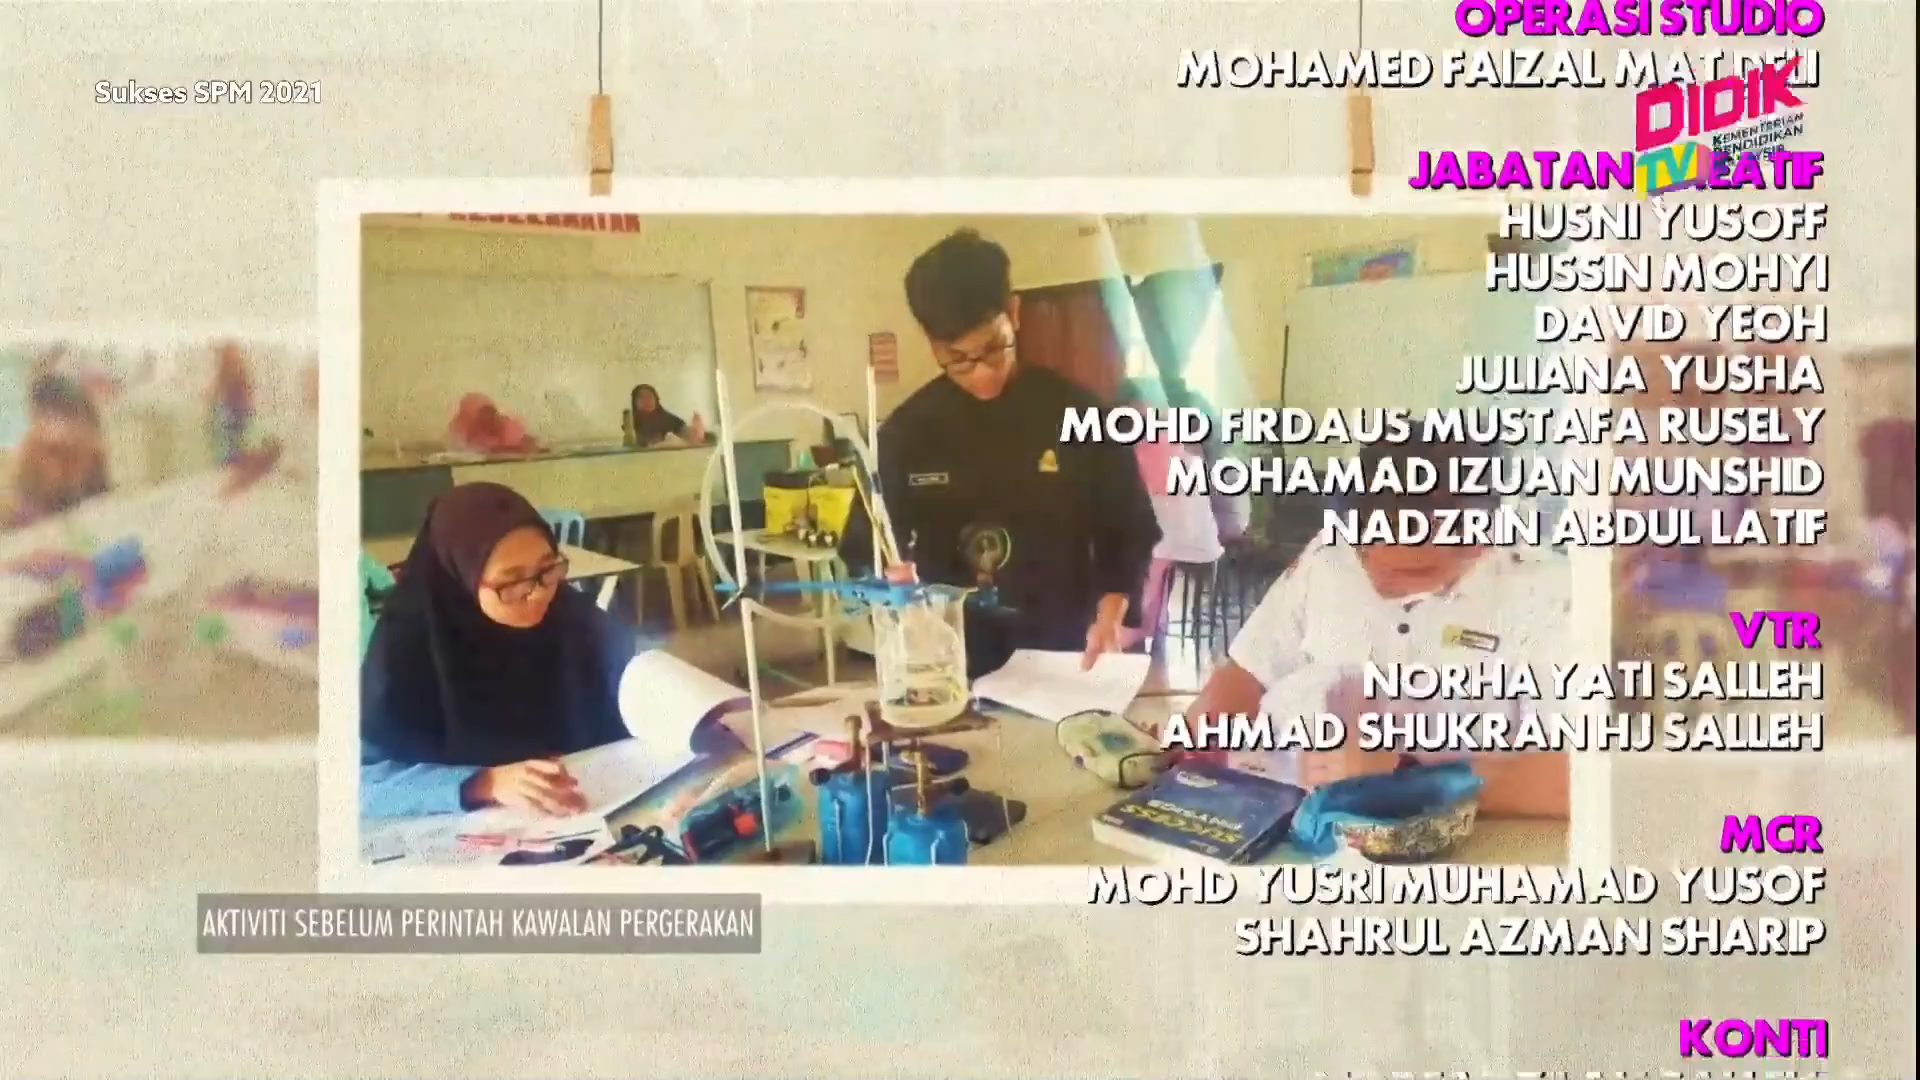 Sukses SPM 2021
OPERASI STUDIO
MOHAMED FAIZAL MAT DELI
DIDIK
TV
KEMENTERIAN
PENDIDIKAN
MALAYSIA
JABATAN KREATIF
HUSNI YUSOFF
HUSSIN MOHYI
DAVID YEOH
JULIANA YUSHA
MOHD FIRDAUS MUSTAFA RUSELY
MOHAMAD IZUAN MUNSHID
NADZRIN ABDUL LATIF
VTR
NORHAYATI SALLEH
AHMAD SHUKRAN HJ SALLEH
MCR
MOHD YUSRI MUHAMAD YUSOF
SHAHRUL AZMAN SHARIP
KONTI
SUCCESS
AKTIVITI SEBELUM PERINTAH KAWALAN PERGERAKAN